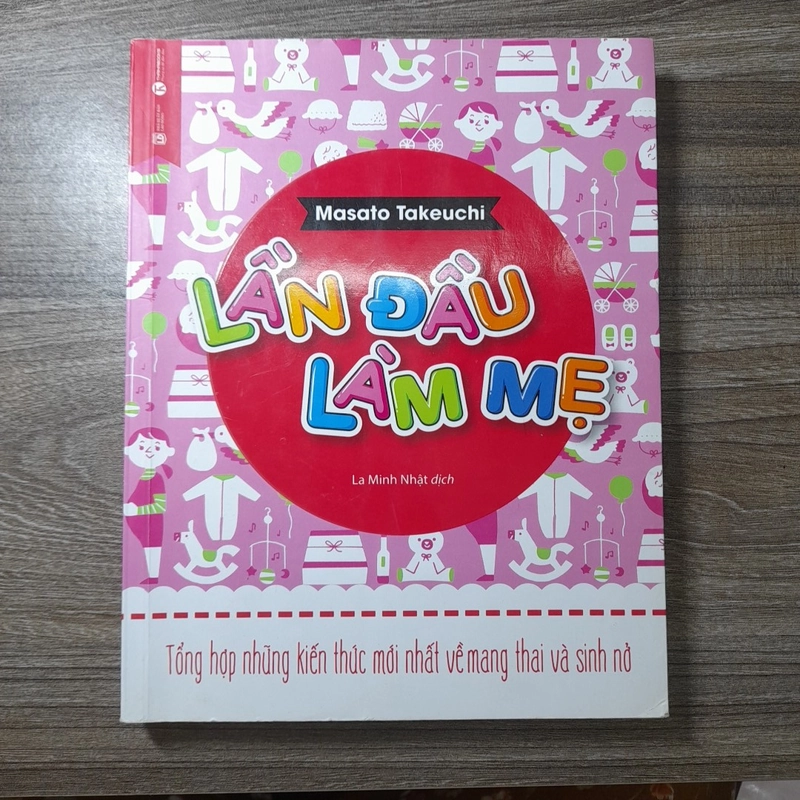 Masato Takeuchi
LẦN ĐẦU
LÀM MẸ
La Minh Nhật dịch
Tổng hợp những kiến thức mới nhất về mang thai và sinh nở